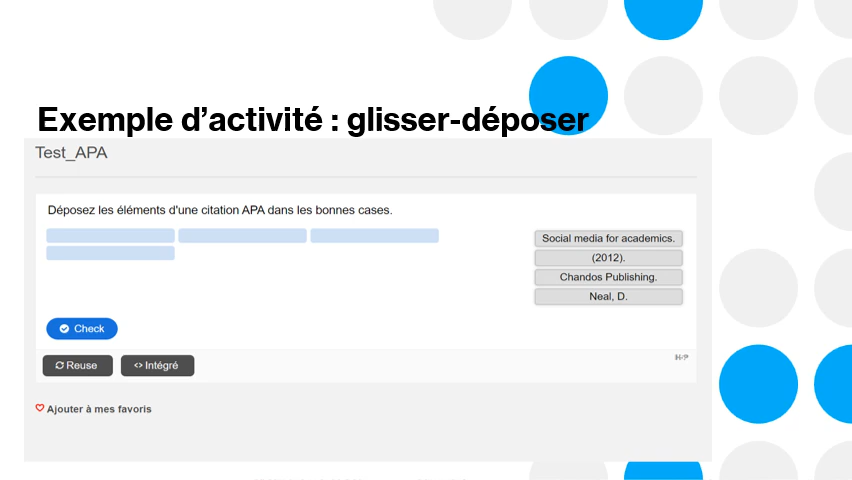 Exemple d’activité : glisser-déposer
Test_APA
Déposez les éléments d'une citation APA dans les bonnes cases.
Social media for academics.
(2012).
Chandos Publishing.
Neal, D.
Check
Reuse
Intégré
H5P
Ajouter à mes favoris